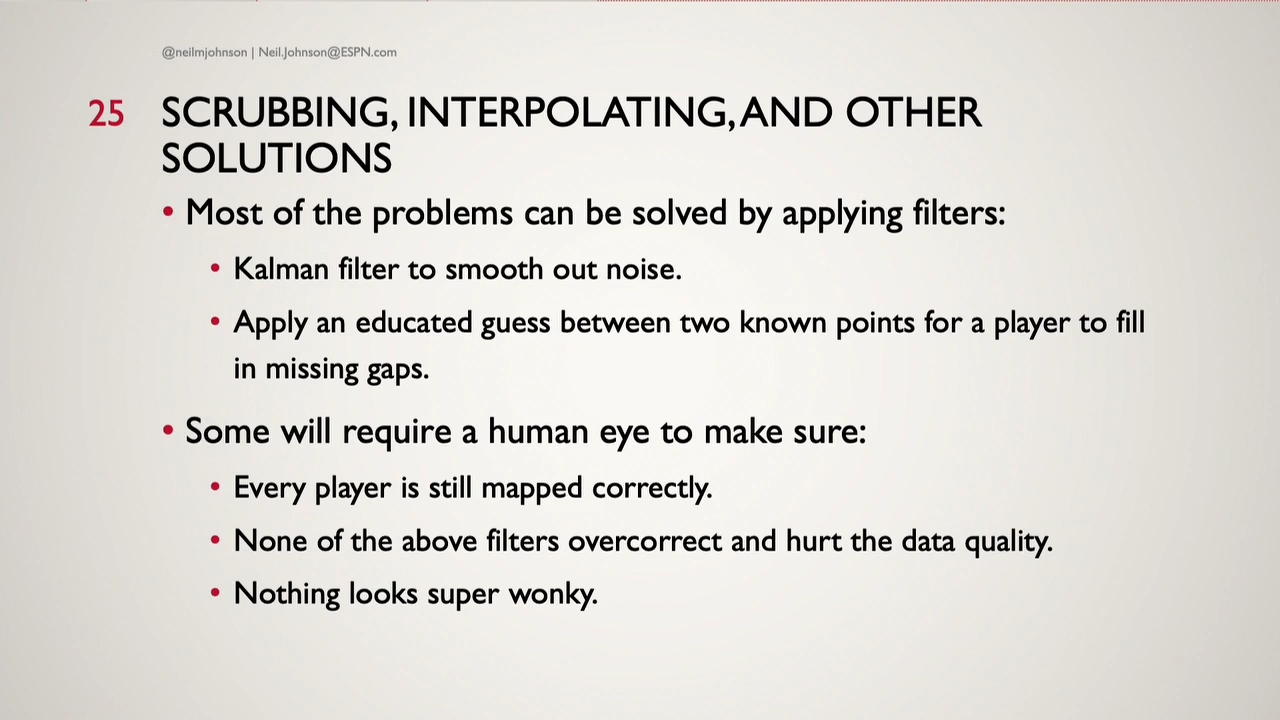 @neilmjohnson | Neil.Johnson@ESPN.com
25 SCRUBBING, INTERPOLATING, AND OTHER
SOLUTIONS
• Most of the problems can be solved by applying filters:
• Kalman filter to smooth out noise.
• Apply an educated guess between two known points for a player to fill
in missing gaps.
• Some will require a human eye to make sure:
• Every player is still mapped correctly.
• None of the above filters overcorrect and hurt the data quality.
• Nothing looks super wonky.